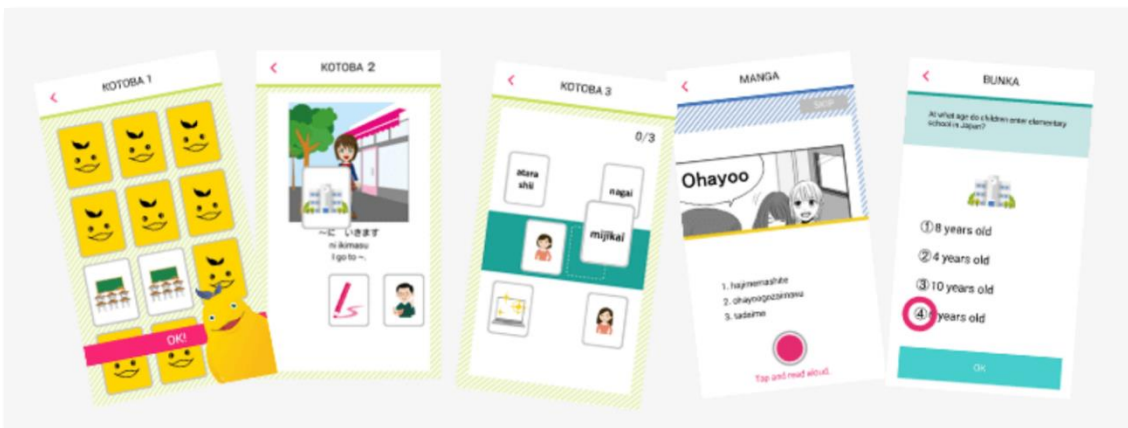 KOTOBA 1
OK!
KOTOBA 2
～に いきます
ni ikimasu
I go to ～.
KOTOBA 3
0/3
atara
shii
nagai
mijikai
MANGA
SKIP
Ohayoo
1. hajimemashite
2. ohayoogozaimasu
3. tadaima
Tap and read aloud.
BUNKA
At what age do children enter elementary
school in Japan?
①8 years old
②4 years old
③10 years old
④ years old
OK